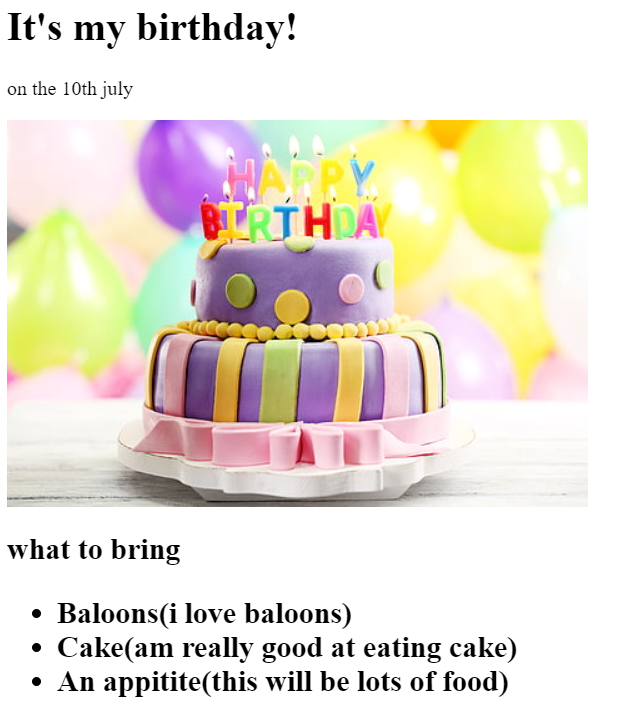 It's my birthday!
on the 10th july
HAPPY
BIRTHDAY
what to bring
Baloons(i love baloons)
Cake(am really good at eating cake)
An appitite(this will be lots of food)